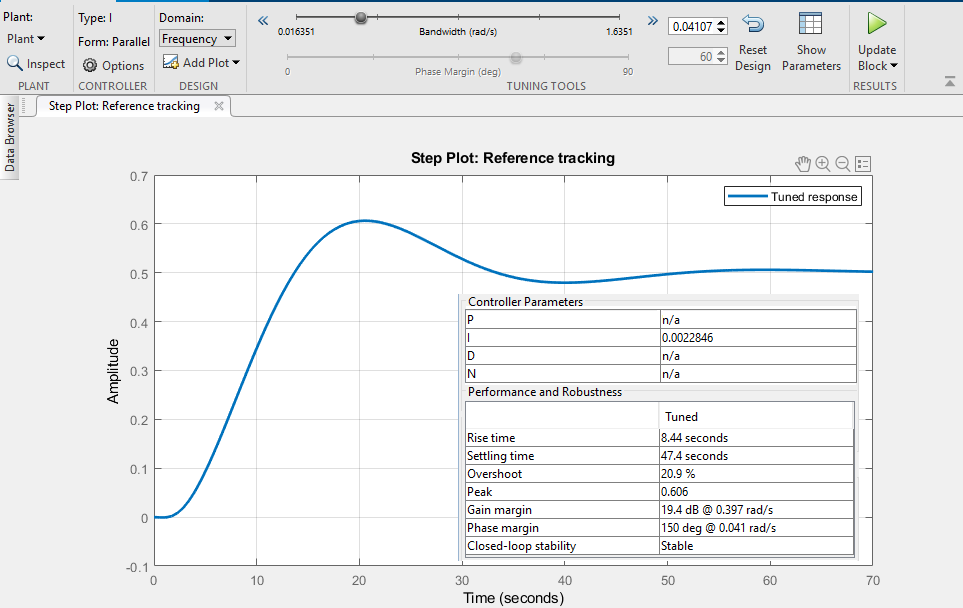 Plant:
Plant
Inspect
PLANT
Type: I
Form: Parallel
Options
CONTROLLER
Domain:
Frequency
Add Plot
DESIGN
0.016351
Bandwidth (rad/s)
1.6351
0
Phase Margin (deg)
90
0.04107
60
TUNING TOOLS
Reset
Design
Show
Parameters
Update
Block
RESULTS
Data Browser
Step Plot: Reference tracking
Step Plot: Reference tracking
Tuned response
Amplitude
0.7
0.6
0.5
0.4
0.3
0.2
0.1
0
-0.1
Controller Parameters
P n/a
I 0.0022846
D n/a
N n/a
Performance and Robustness
Tuned
Rise time 8.44 seconds
Settling time 47.4 seconds
Overshoot 20.9 %
Peak 0.606
Gain margin 19.4 dB @ 0.397 rad/s
Phase margin 150 deg @ 0.041 rad/s
Closed-loop stability Stable
0 10 20 30 40 50 60 70
Time (seconds)